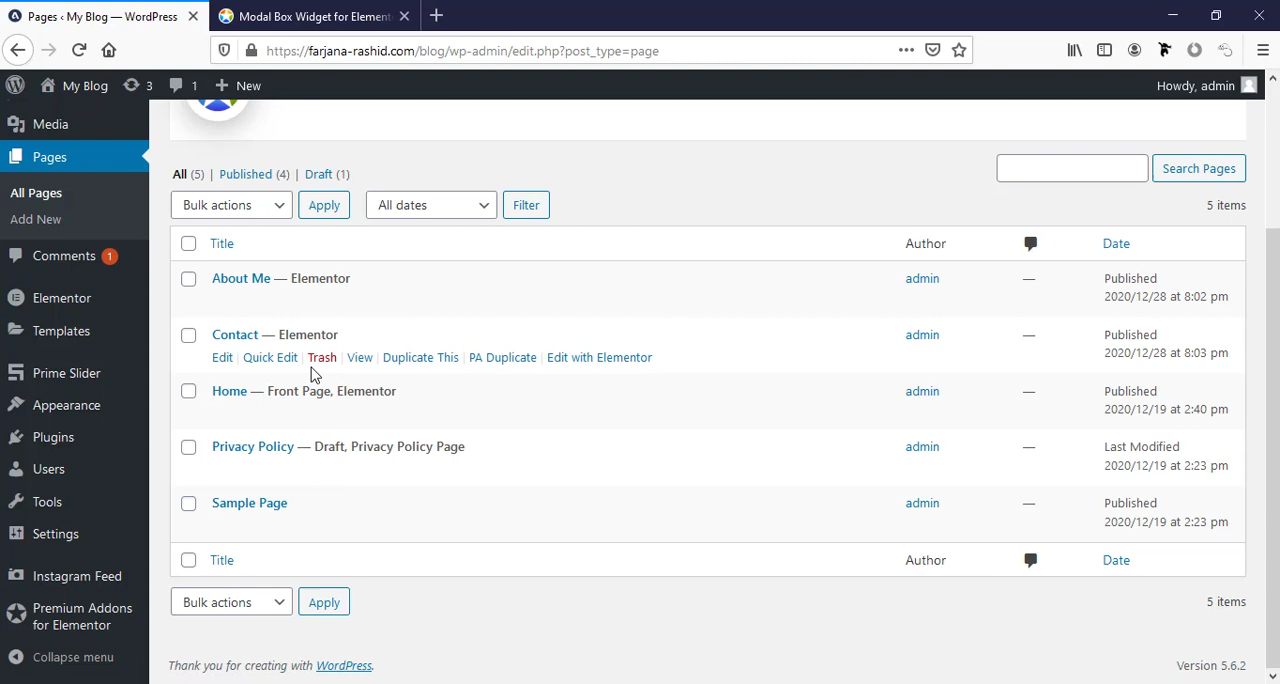 Pages ‹ My Blog — WordPress
Modal Box Widget for Element
https://farjana-rashid.com/blog/wp-admin/edit.php?post_type=page
My Blog 3 1 + New
Howdy, admin
Media
Pages
All Pages
Add New
Comments 1
Elementor
Templates
Prime Slider
Appearance
Plugins
Users
Tools
Settings
Instagram Feed
Premium Addons
for Elementor
Collapse menu
All (5) | Published (4) | Draft (1)
Search Pages
Bulk actions Apply All dates Filter
5 items
Title Author Date
About Me — Elementor admin — Published
2020/12/28 at 8:02 pm
Contact — Elementor admin — Published
Edit | Quick Edit | Trash | View | Duplicate This | PA Duplicate | Edit with Elementor
2020/12/28 at 8:03 pm
Home — Front Page, Elementor admin — Published
2020/12/19 at 2:40 pm
Privacy Policy — Draft, Privacy Policy Page admin — Last Modified
2020/12/19 at 2:23 pm
Sample Page admin — Published
2020/12/19 at 2:23 pm
Title Author Date
Bulk actions Apply
5 items
Thank you for creating with WordPress.
Version 5.6.2